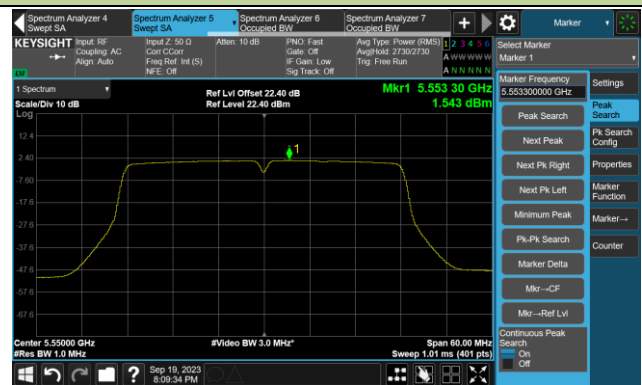 Spectrum Analyzer 4
Swept SA
Spectrum Analyzer 5
Swept SA
Spectrum Analyzer 6
Occupied BW
Spectrum Analyzer 7
Occupied BW
+
Marker
KEYSIGHT
Input: RF
Coupling: AC
Align: Auto
Input Z: 50 Ω
Corr CCorr
Freq Ref: Int (S)
NFE: Off
Atten: 10 dB
PNO: Fast
Gate: Off
IF Gain: Low
Sig Track: Off
Avg Type: Power (RMS)
Avg|Hold: 2730/2730
Trig: Free Run
1 2 3 4 5 6
A W W W W W
A N N N N N
LXI
Select Marker
Marker 1
1 Spectrum
Scale/Div 10 dB
Log
Ref Lvl Offset 22.40 dB
Ref Level 22.40 dBm
Mkr1 5.553 30 GHz
1.543 dBm
12.4
2.40
-7.60
-17.6
-27.6
-37.6
-47.6
-57.6
-67.6
1
Center 5.55000 GHz
#Res BW 1.0 MHz
#Video BW 3.0 MHz*
Span 60.00 MHz
Sweep 1.01 ms (401 pts)
Marker Frequency
5.553300000 GHz
Peak Search
Next Peak
Next Pk Right
Next Pk Left
Minimum Peak
Pk-Pk Search
Marker Delta
Mkr→CF
Mkr→Ref Lvl
Continuous Peak
Search
On
Off
Settings
Peak
Search
Pk Search
Config
Properties
Marker
Function
Marker→
Counter
?
Sep 19, 2023
8:09:34 PM